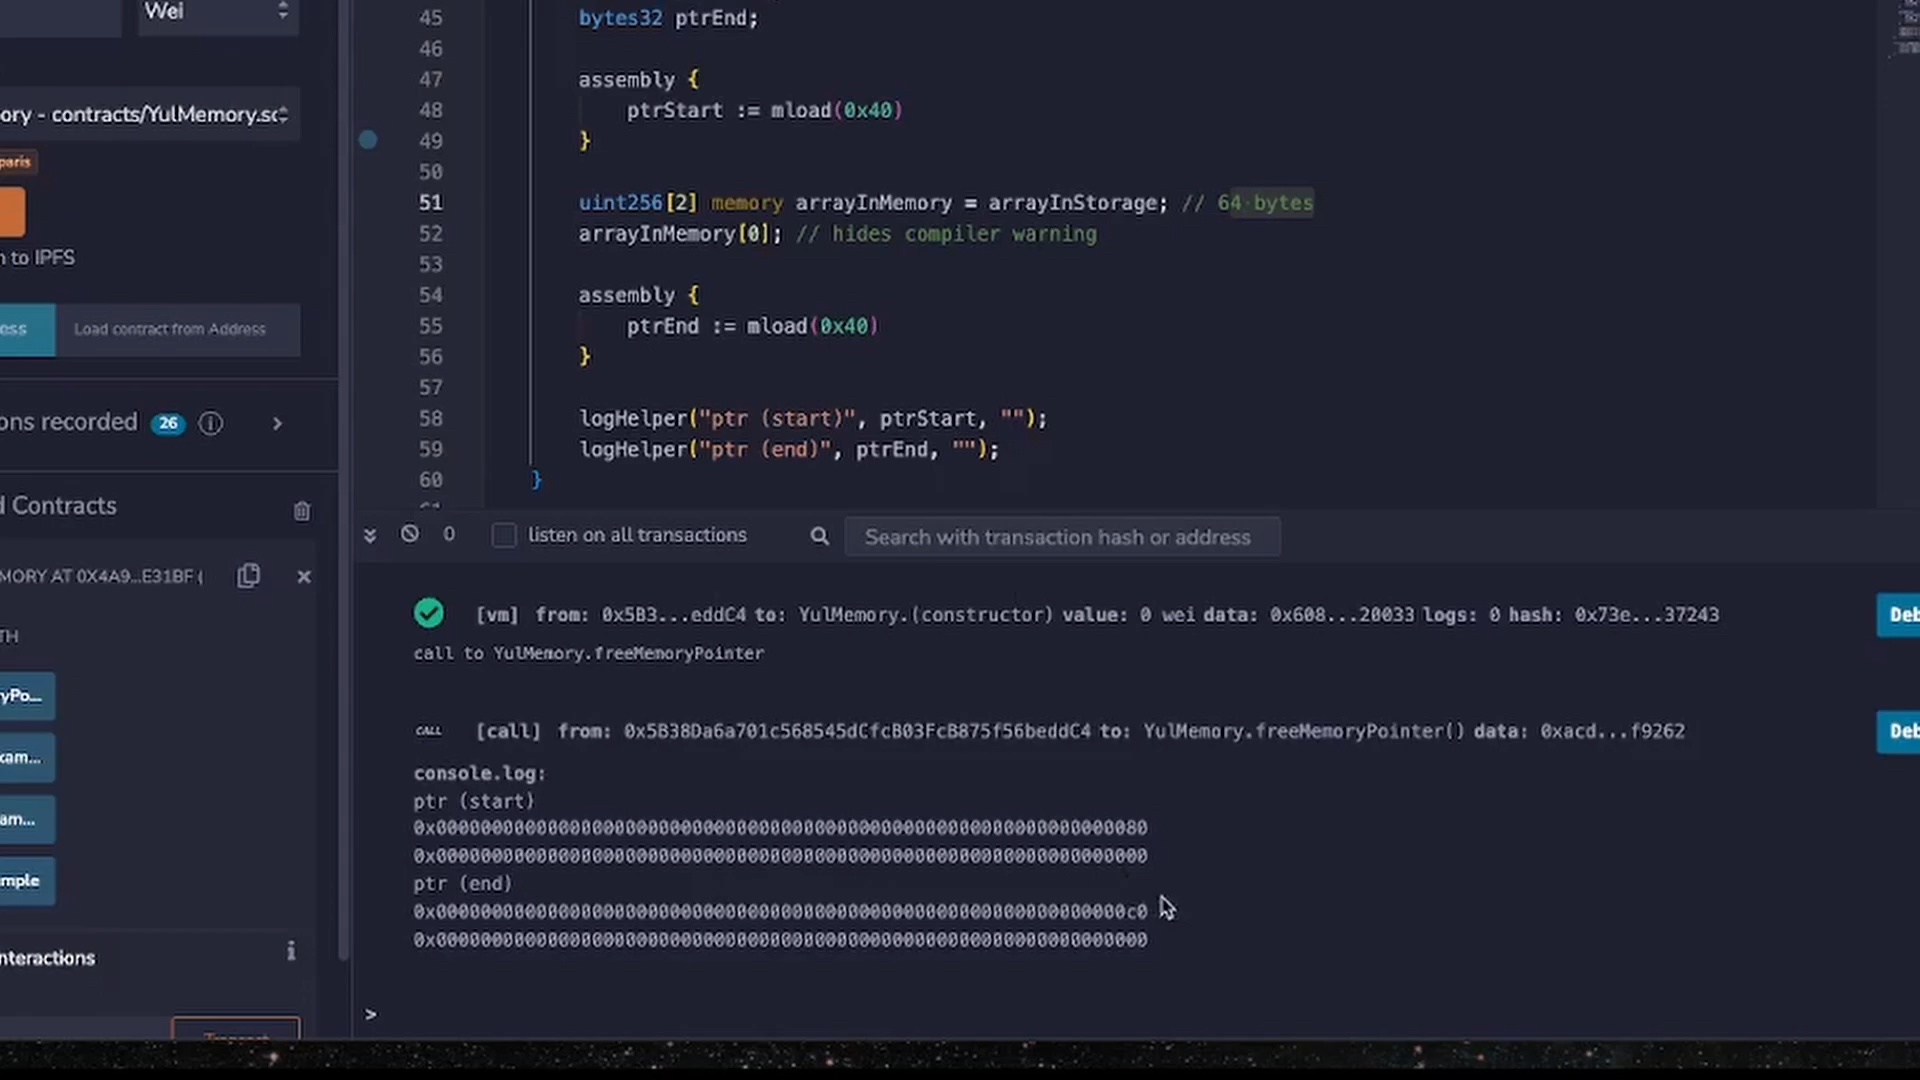 Wei
ory - contracts/YulMemory.sc
paris
n to IPFS
ess
Load contract from Address
ons recorded 26
d Contracts
MORY AT 0X4A9...E31BF (
TH
yPo...
xam...
am...
mple
nteractions
Transact
45 bytes32 ptrEnd;
46
47 assembly {
48 ptrStart := mload(0x40)
49 }
50
51 uint256[2] memory arrayInMemory = arrayInStorage; // 64 bytes
52 arrayInMemory[0]; // hides compiler warning
53
54 assembly {
55 ptrEnd := mload(0x40)
56 }
57
58 logHelper("ptr (start)", ptrStart, "");
59 logHelper("ptr (end)", ptrEnd, "");
60 }
0 listen on all transactions Search with transaction hash or address
[vm] from: 0x5B3...eddC4 to: YulMemory.(constructor) value: 0 wei data: 0x608...20033 logs: 0 hash: 0x73e...37243 Deb
call to YulMemory.freeMemoryPointer
CALL [call] from: 0x5B38Da6a701c568545dCfcB03FcB875f56beddC4 to: YulMemory.freeMemoryPointer() data: 0xacd...f9262 Deb
console.log:
ptr (start)
0x0000000000000000000000000000000000000000000000000000000000000080
0x0000000000000000000000000000000000000000000000000000000000000000
ptr (end)
0x00000000000000000000000000000000000000000000000000000000000000c0
0x0000000000000000000000000000000000000000000000000000000000000000
>